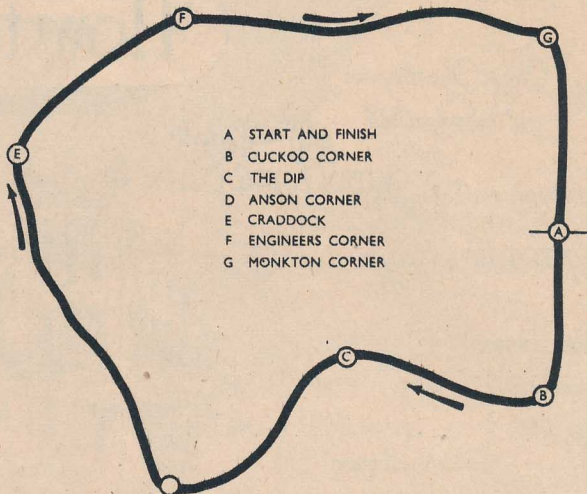 F
G
E
A START AND FINISH
B CUCKOO CORNER
C THE DIP
D ANSON CORNER
E CRADDOCK
F ENGINEERS CORNER
G MONKTON CORNER
A
C
B